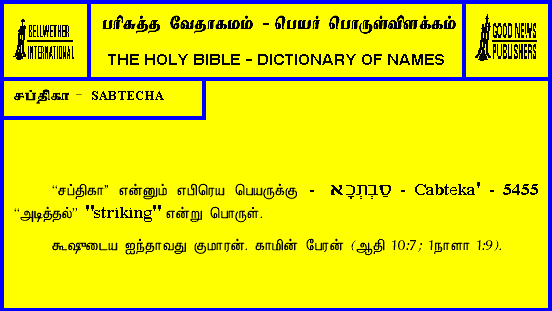 BELLWETHER
INTERNATIONAL
பரிசுத்த வேதாகமம் - பெயர் பொருள்விளக்கம்
THE HOLY BIBLE - DICTIONARY OF NAMES
GOOD NEWS
PUBLISHERS
சப்திகா - SABTECHA
“சப்திகா” என்னும் எபிரெய பெயருக்கு - סַבְתְּכָא - Cabteka' - 5455
“அடித்தல்” "striking" என்று பொருள்.
கூஷுடைய ஐந்தாவது குமாரன். காமின் பேரன் (ஆதி 10:7; 1நாளா 1:9).